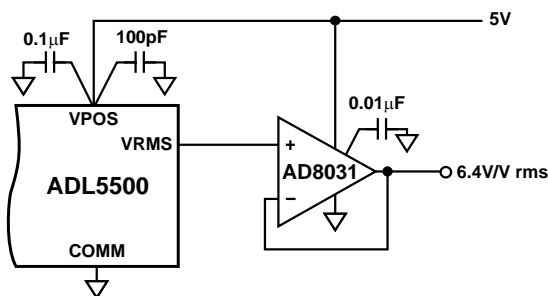 5V
0.1μF
100pF
VPOS
0.01μF
VRMS
+
AD8031
6.4V/V rms
ADL5500
−
COMM